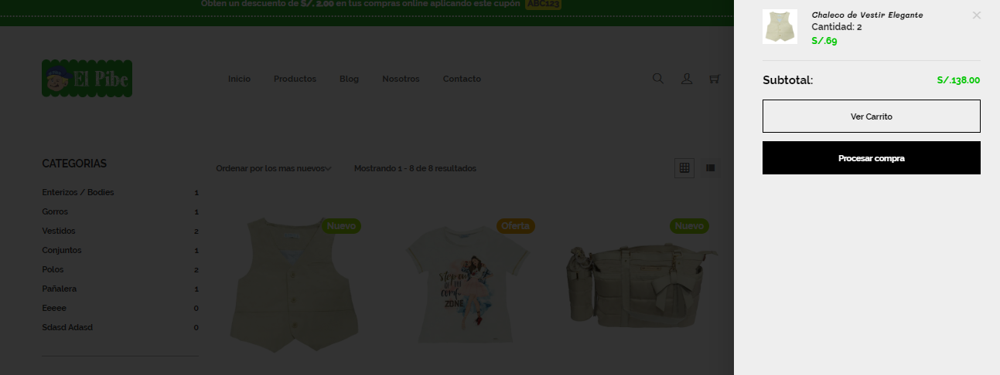 Obten un descuento de S/. 2.00 en tus compras online aplicando este cupón ABC123
El Pibe
Inicio
Productos
Blog
Nosotros
Contacto
CATEGORIAS
Enterizos / Bodies 1
Gorros 1
Vestidos 2
Conjuntos 1
Polos 2
Pañalera 1
Eeeee 0
Sdasd Adasd 0
Ordenar por los mas nuevos
Mostrando 1 - 8 de 8 resultados
Nuevo
Oferta
Nuevo
ZONE
Chaleco de Vestir Elegante
Cantidad: 2
S/.69
Subtotal: S/.138.00
Ver Carrito
Procesar compra